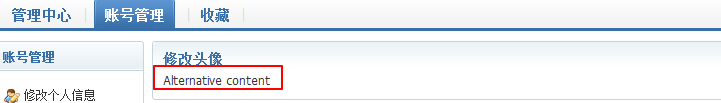 管理中心 账号管理 收藏
账号管理
修改头像
Alternative content
修改个人信息